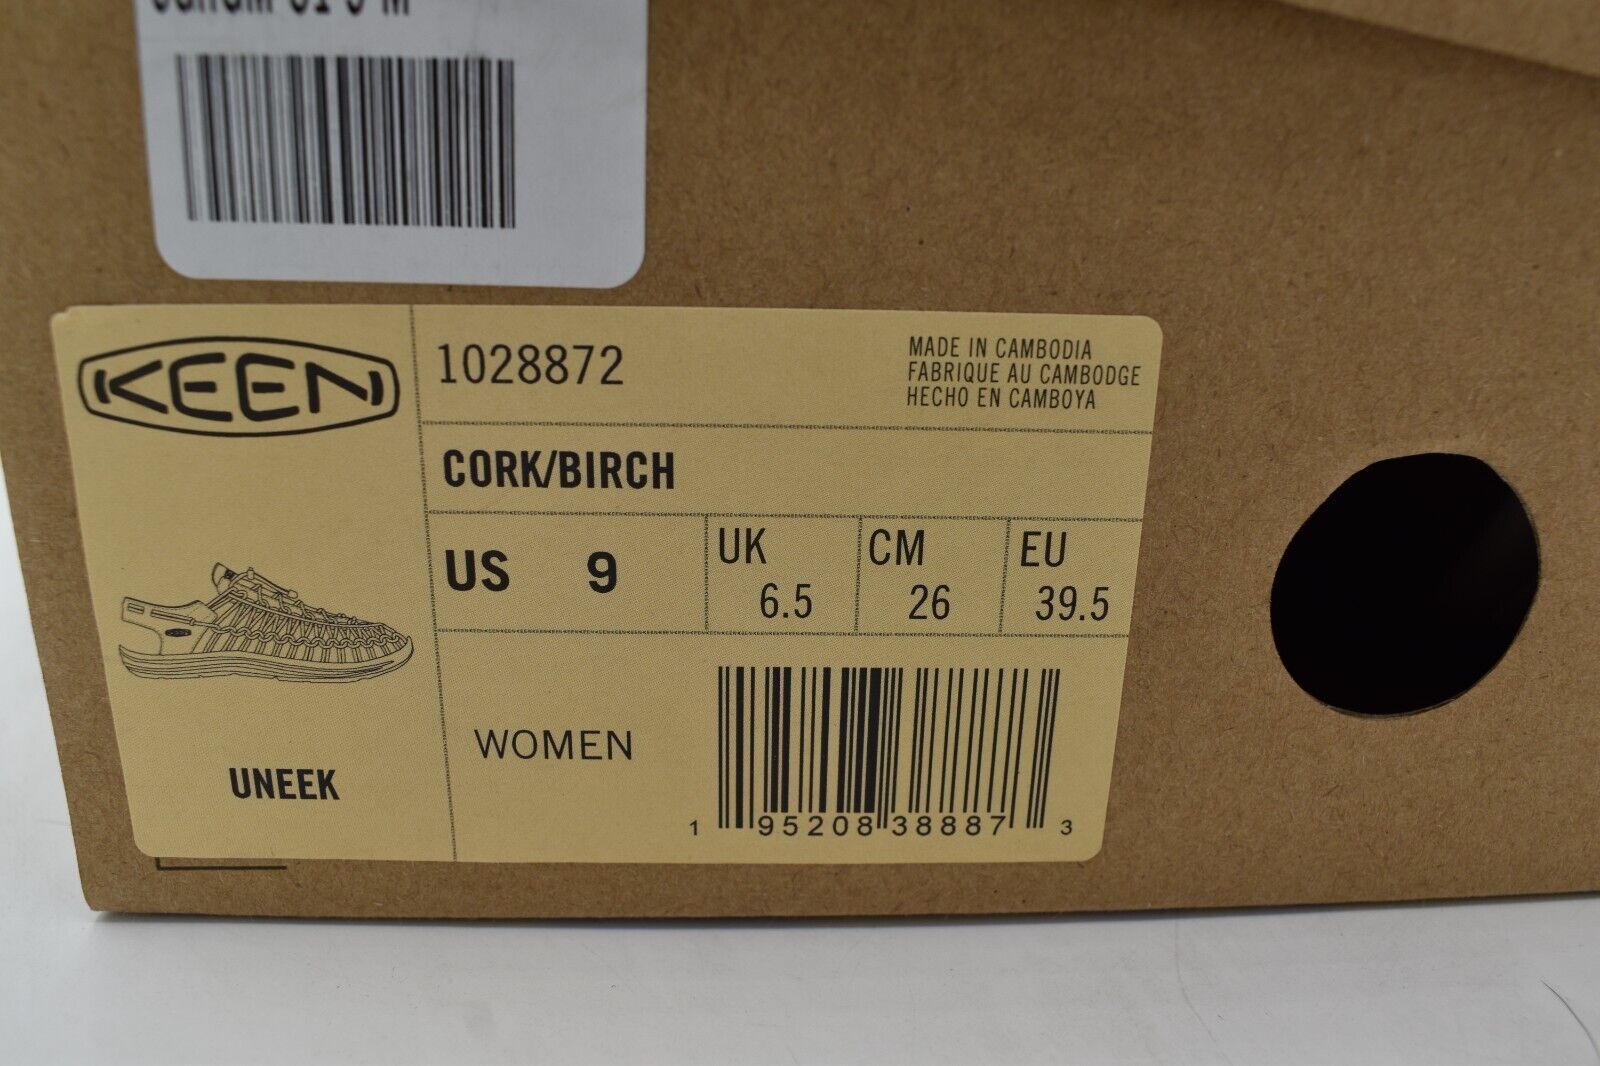 KEEN
1028872
MADE IN CAMBODIA
FABRIQUE AU CAMBODGE
HECHO EN CAMBOYA
CORK/BIRCH
US 9
UK 6.5
CM 26
EU 39.5
WOMEN
UNEEK
1 95208 38887 3